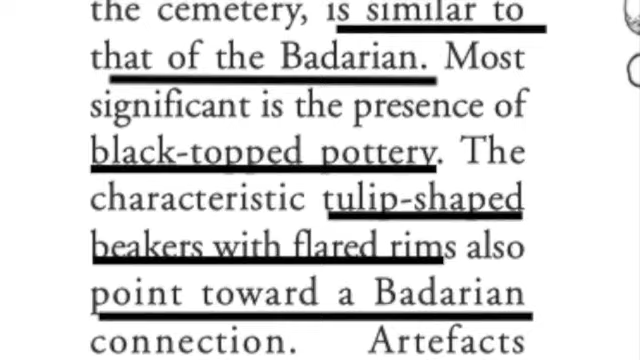 the cemetery, is similar to
that of the Badarian. Most
significant is the presence of
black-topped pottery. The
characteristic tulip-shaped
beakers with flared rims also
point toward a Badarian
connection. Artefacts